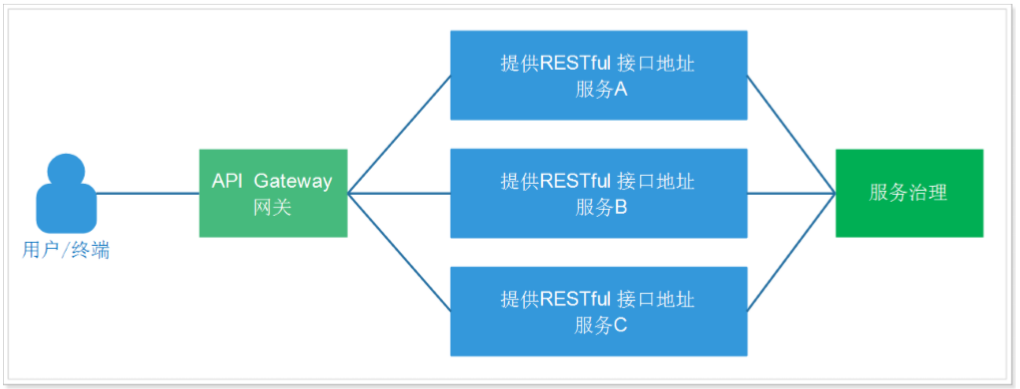 提供RESTful 接口地址
服务A
API Gateway
网关
提供RESTful 接口地址
服务B
服务治理
用户/终端
提供RESTful 接口地址
服务C